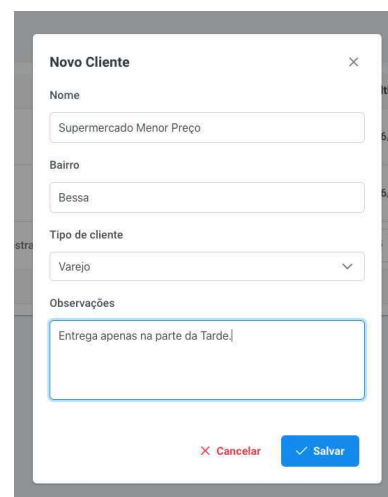 Novo Cliente
Nome
Supermercado Menor Preço
Bairro
Bessa
stra
Tipo de cliente
Varejo
Observações
Entrega apenas na parte da Tarde.
Cancelar
Salvar